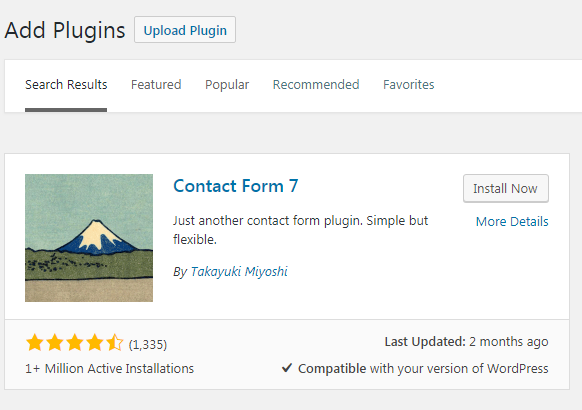 Add Plugins Upload Plugin
Search Results Featured Popular Recommended Favorites
Contact Form 7
Install Now
Just another contact form plugin. Simple but
flexible.
More Details
By Takayuki Miyoshi
(1,335)
Last Updated: 2 months ago
1+ Million Active Installations
Compatible with your version of WordPress